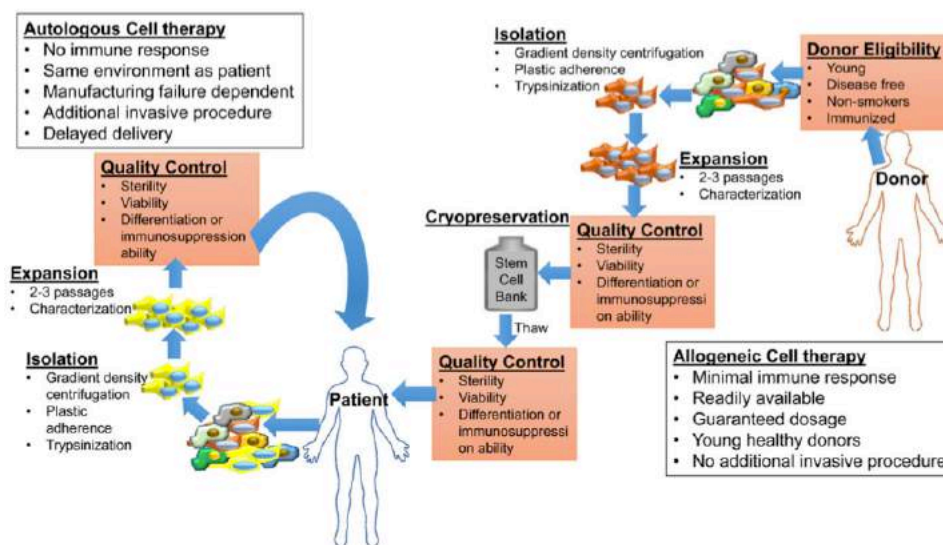 Autologous Cell therapy
• No immune response
• Same environment as patient
• Manufacturing failure dependent
• Additional invasive procedure
• Delayed delivery
Quality Control
• Sterility
• Viability
• Differentiation or
immunosuppression
ability
Expansion
• 2-3 passages
• Characterization
Isolation
• Gradient density
centrifugation
• Plastic
adherence
• Trypsinization
Patient
Isolation
• Gradient density centrifugation
• Plastic adherence
• Trypsinization
Donor Eligibility
• Young
• Disease free
• Non-smokers
• Immunized
Donor
Expansion
• 2-3 passages
• Characterization
Quality Control
• Sterility
• Viability
• Differentiation or
immunosuppressi
on ability
Cryopreservation
Stem
Cell
Bank
Thaw
Quality Control
• Sterility
• Viability
• Differentiation or
immunosuppressi
on ability
Allogeneic Cell therapy
• Minimal immune response
• Readily available
• Guaranteed dosage
• Young healthy donors
• No additional invasive procedure